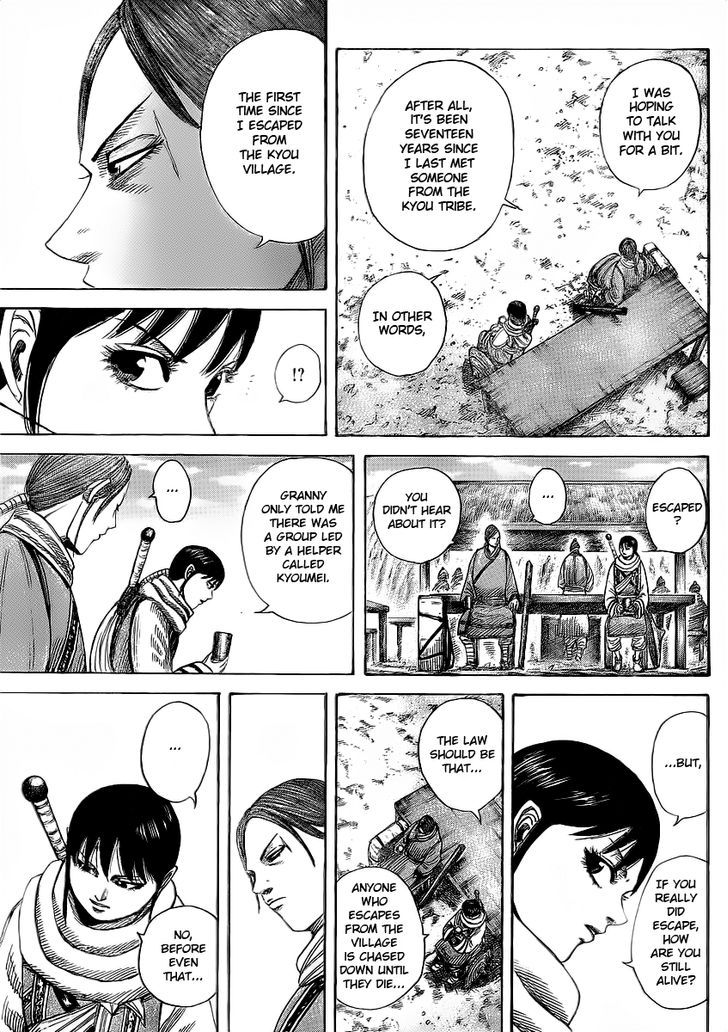 I WAS
HOPING
TO TALK
WITH YOU
FOR A BIT.
AFTER ALL,
IT'S BEEN
SEVENTEEN
YEARS SINCE
I LAST MET
SOMEONE
FROM THE
KYOU TRIBE.
IN OTHER
WORDS,
THE FIRST
TIME SINCE
I ESCAPED
FROM
THE KYOU
VILLAGE.
!?
ESCAPED
?
...
YOU
DIDN'T HEAR
ABOUT IT?
GRANNY
ONLY TOLD ME
THERE WAS
A GROUP LED
BY A HELPER
CALLED
KYOUMEI.
...
...BUT,
IF YOU
REALLY
DID
ESCAPE,
HOW
ARE YOU
STILL
ALIVE?
THE LAW
SHOULD BE
THAT...
ANYONE
WHO
ESCAPES
FROM THE
VILLAGE
IS CHASED
DOWN UNTIL
THEY DIE...
...
NO,
BEFORE
EVEN
THAT...